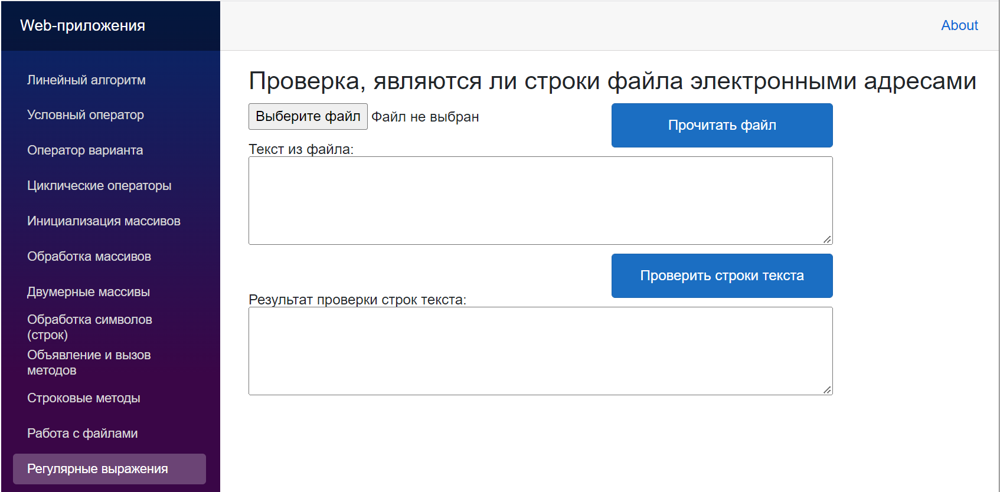 Web-приложения
About
Линейный алгоритм
Условный оператор
Оператор варианта
Циклические операторы
Инициализация массивов
Обработка массивов
Двумерные массивы
Обработка символов
(строк)
Объявление и вызов
методов
Строковые методы
Работа с файлами
Регулярные выражения
Проверка, являются ли строки файла электронными адресами
Выберите файл Файл не выбран
Прочитать файл
Текст из файла:
Проверить строки текста
Результат проверки строк текста: